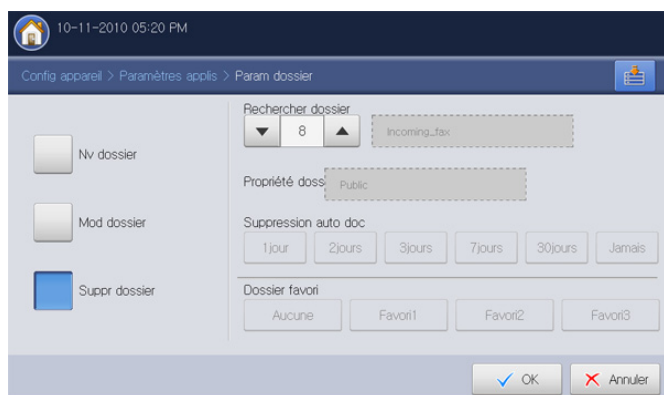 10-11-2010 05:20 PM
Config appareil > Paramètres applis > Param dossier
Rechercher dossier
8
Incoming_fax
Nv dossier
Propriété doss
Public
Mod dossier
Suppression auto doc
1jour 2jours 3jours 7jours 30jours Jamais
Suppr dossier
Dossier favori
Aucune Favori1 Favori2 Favori3
OK Annuler